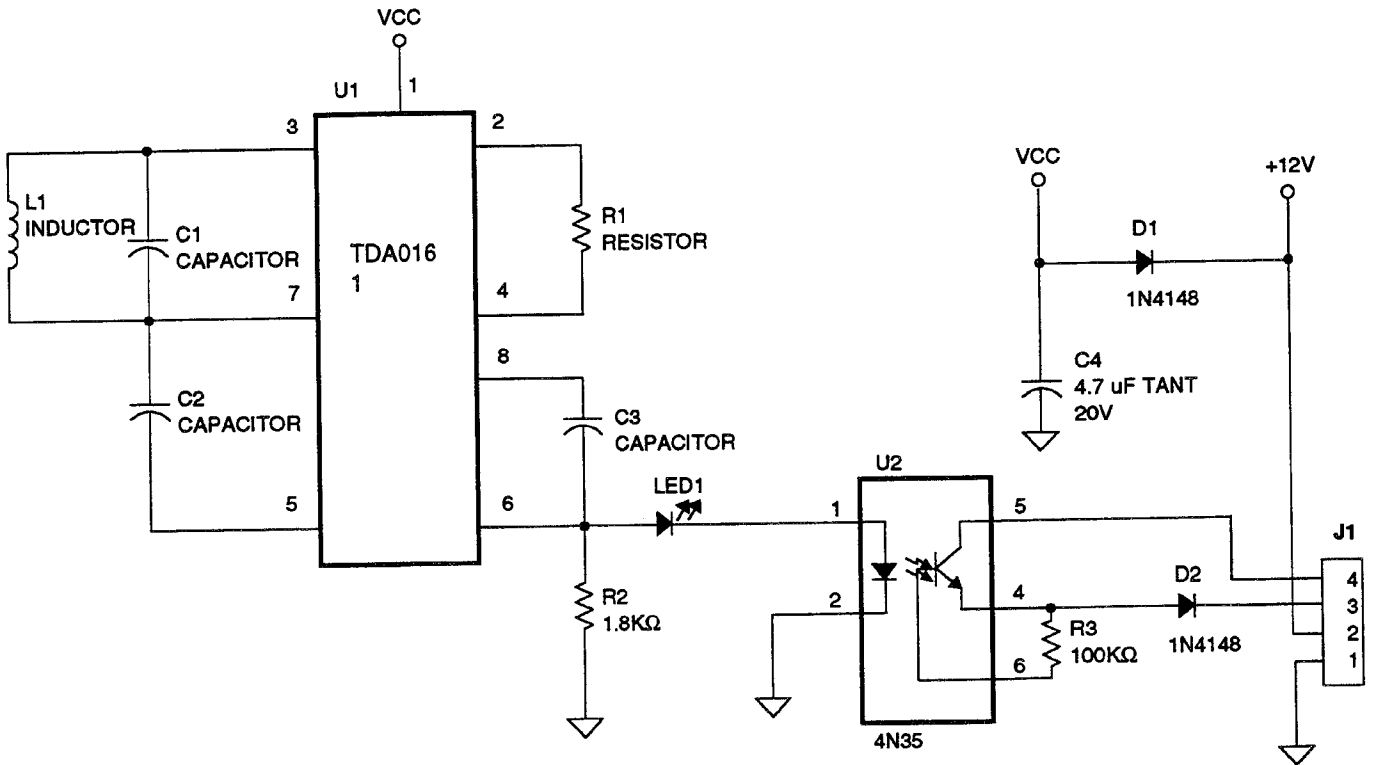 VCC
U1
1
3
2
L1
INDUCTOR
C1
CAPACITOR
TDA016
1
R1
RESISTOR
7
4
8
C2
CAPACITOR
C3
CAPACITOR
5
6
LED1
R2
1.8KΩ
VCC
+12V
D1
1N4148
C4
4.7 uF TANT
20V
U2
1
5
J1
2
4
D2
4
3
2
1
R3
100KΩ
1N4148
6
4N35